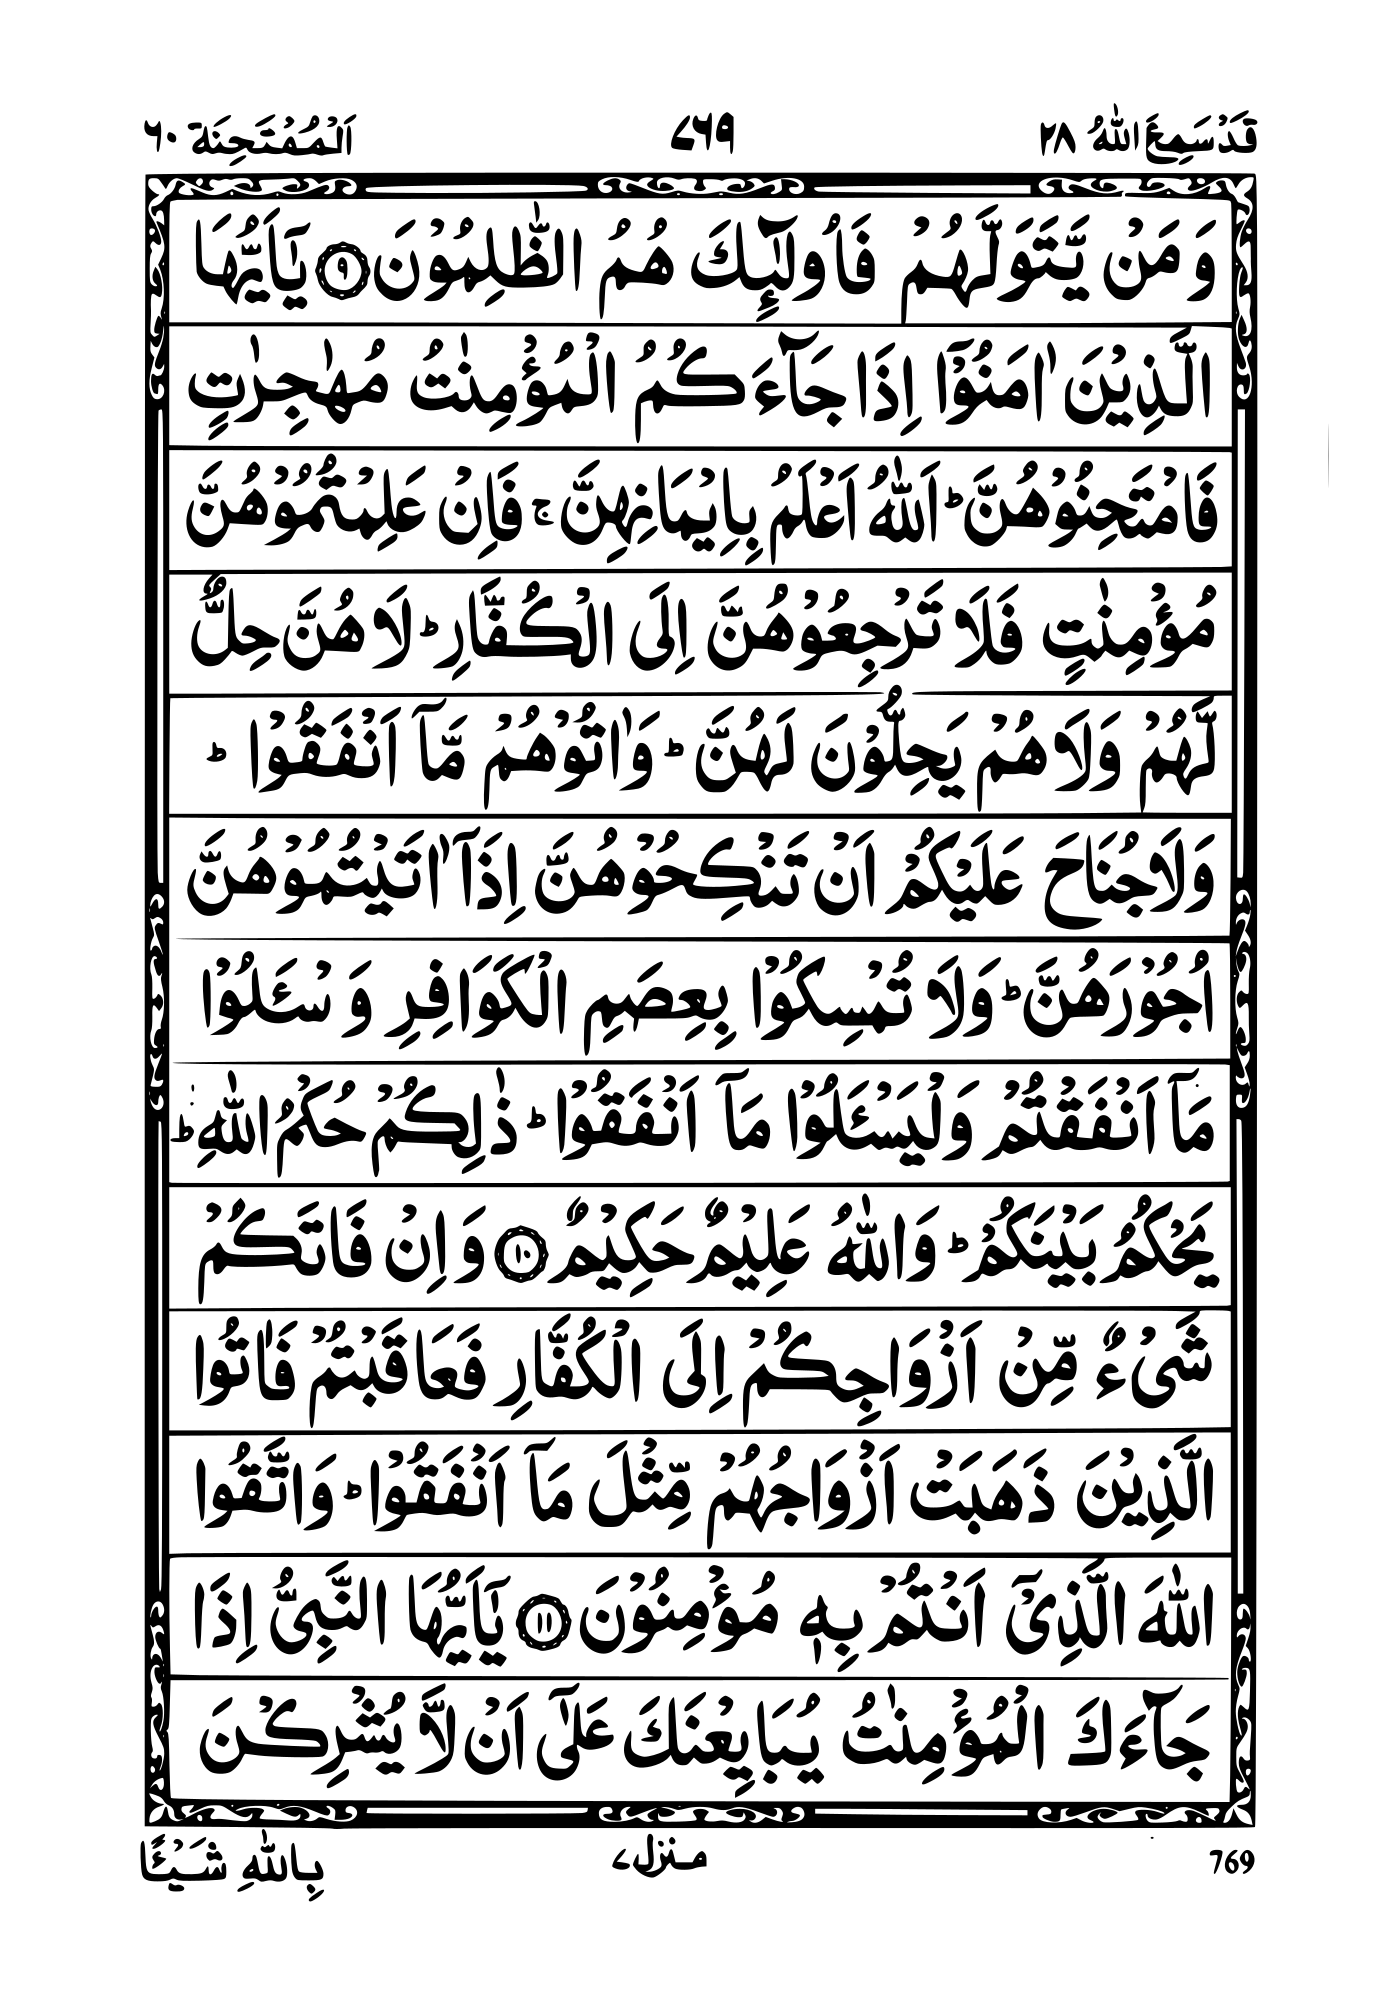 قَدْ سَمِعَ اللّٰهُ ٢٨
٧٦٩
اَلْمُمْتَحِنَة ٦٠
وَ مَنْ يَّتَوَلَّهُمْ فَاُولٰٓئِكَ هُمُ الظّٰلِمُوْنَ ۝٩ يٰۤاَيُّهَا
الَّذِيْنَ اٰمَنُوْۤا اِذَا جَآءَكُمُ الْمُؤْمِنٰتُ مُهٰجِرٰتٍ
فَامْتَحِنُوْهُنَّ ؕ اَللّٰهُ اَعْلَمُ بِاِيْمَانِهِنَّ ۚ فَاِنْ عَلِمْتُمُوْهُنَّ
مُؤْمِنٰتٍ فَلَا تَرْجِعُوْهُنَّ اِلَى الْكُفَّارِ ؕ لَا هُنَّ حِلٌّ
لَّهُمْ وَلَا هُمْ يَحِلُّوْنَ لَهُنَّ ؕ وَاٰتُوْهُمْ مَّاۤ اَنْفَقُوْا ؕ
وَلَا جُنَاحَ عَلَيْكُمْ اَنْ تَنْكِحُوْهُنَّ اِذَاۤ اٰتَيْتُمُوْهُنَّ
اُجُوْرَهُنَّ ؕ وَلَا تُمْسِكُوْا بِعِصَمِ الْكَوَافِرِ وَ سْـَٔلُوْا
مَاۤ اَنْفَقْتُمْ وَلْيَسْـَٔلُوْا مَاۤ اَنْفَقُوْا ؕ ذٰلِكُمْ حُكْمُ اللّٰهِ ؕ
يَحْكُمُ بَيْنَكُمْ ؕ وَاللّٰهُ عَلِيْمٌ حَكِيْمٌ ۝١٠ وَ اِنْ فَاتَكُمْ
شَيْءٌ مِّنْ اَزْوَاجِكُمْ اِلَى الْكُفَّارِ فَعَاقَبْتُمْ فَاٰتُوا
الَّذِيْنَ ذَهَبَتْ اَزْوَاجُهُمْ مِّثْلَ مَاۤ اَنْفَقُوْا ؕ وَاتَّقُوا
اللّٰهَ الَّذِيْۤ اَنْتُمْ بِهٖ مُؤْمِنُوْنَ ۝١١ يٰۤاَيُّهَا النَّبِيُّ اِذَا
جَآءَكَ الْمُؤْمِنٰتُ يُبَايِعْنَكَ عَلٰۤى اَنْ لَّا يُشْرِكْنَ
بِاللّٰهِ شَيْـًٔا
منزل ٧
769